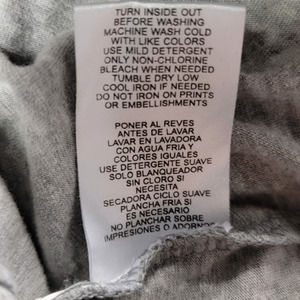 TURN INSIDE OUT
BEFORE WASHING
MACHINE WASH COLD
WITH LIKE COLORS
USE MILD DETERGENT
ONLY NON-CHLORINE
BLEACH WHEN NEEDED
TUMBLE DRY LOW
COOL IRON IF NEEDED
DO NOT IRON ON PRINTS
OR EMBELLISHMENTS
PONER AL REVES
ANTES DE LAVAR
LAVAR EN LAVADORA
CON AGUA FRIA Y
COLORES IGUALES
USE DETERGENTE SUAVE
SOLO BLANQUEADOR
SIN CLORO SI
NECESITA
SECADORA CICLO SUAVE
PLANCHA FRIA SI
ES NECESARIO
NO PLANCHAR SOBRE
IMPRESIONES O ADORNOS